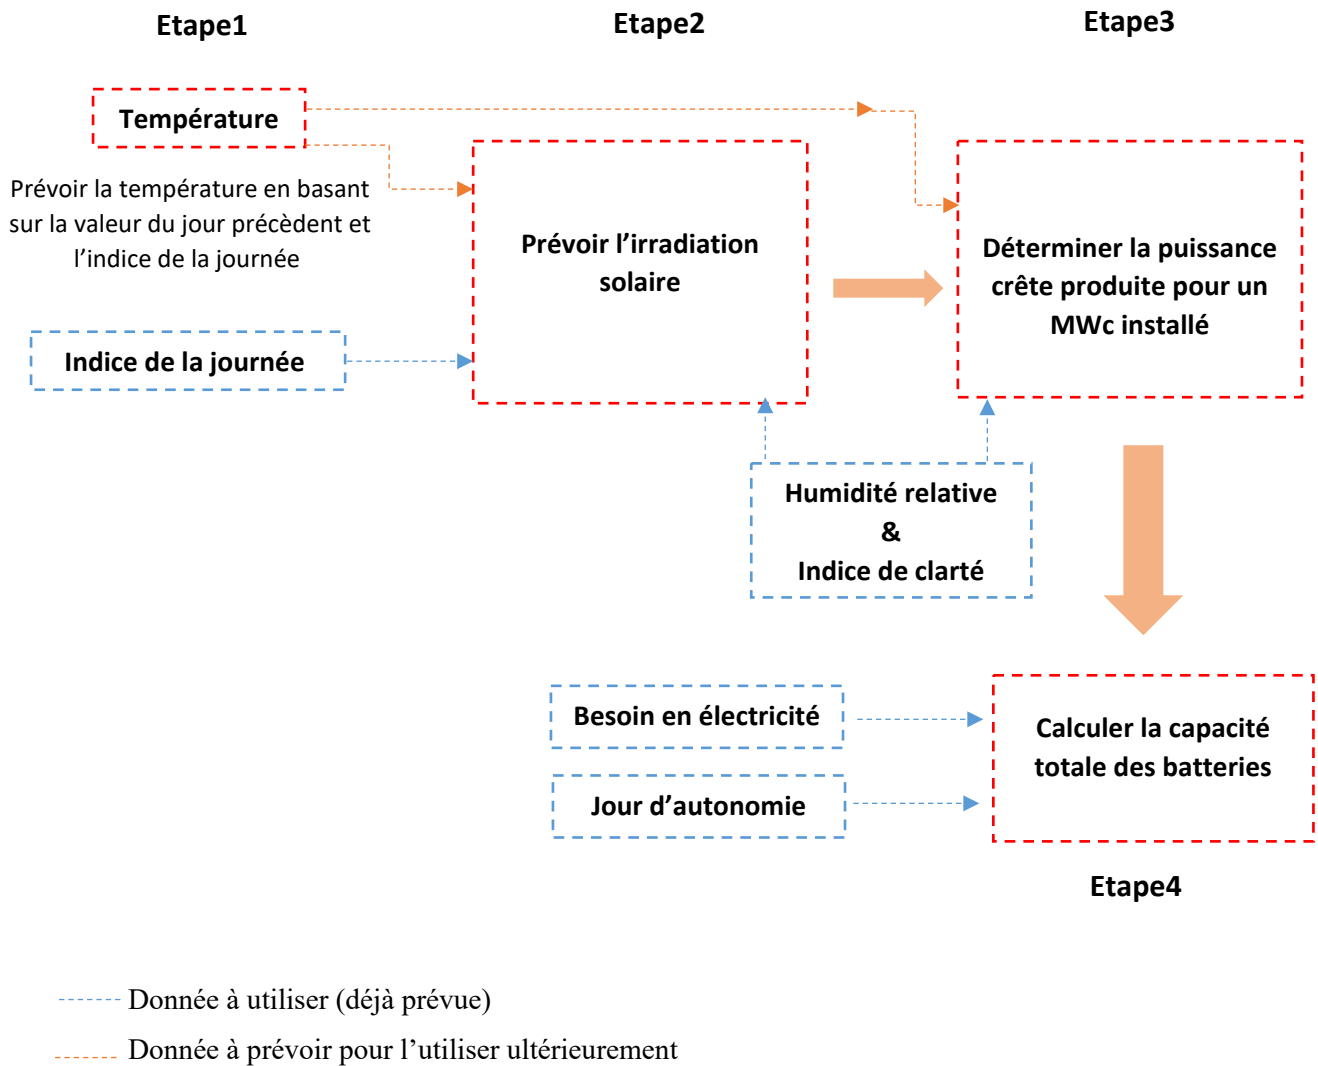 Etape1
Etape2
Etape3
Température
Prévoir la température en basant
sur la valeur du jour précèdent et
l’indice de la journée
Indice de la journée
Prévoir l’irradiation
solaire
Déterminer la puissance
crête produite pour un
MWc installé
Humidité relative
&
Indice de clarté
Besoin en électricité
Jour d’autonomie
Calculer la capacité
totale des batteries
Etape4
Donnée à utiliser (déjà prévue)
Donnée à prévoir pour l’utiliser ultérieurement